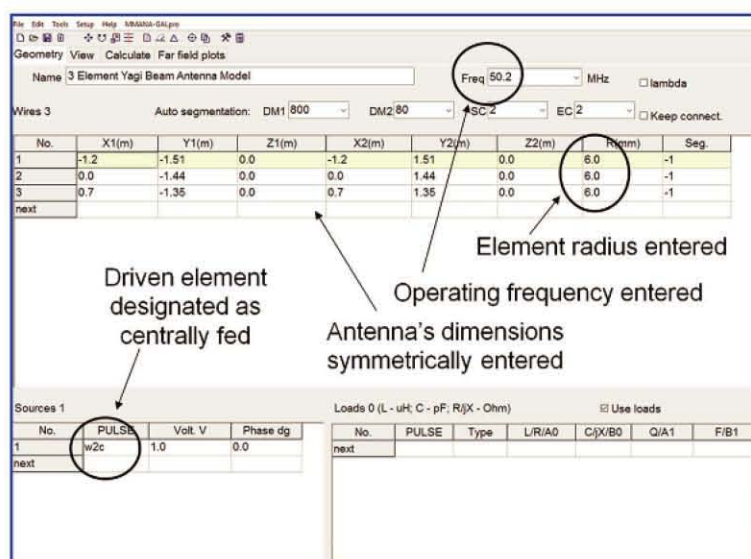 File Edit Tools Setup Help MMANA-GALpro
Geometry View Calculate Far field plots
Name 3 Element Yagi Beam Antenna Model Freq 50.2 MHz lambda
Wires 3 Auto segmentation: DM1 800 DM2 80 SC 2 EC 2 Keep connect.
No. X1(m) Y1(m) Z1(m) X2(m) Y2(m) Z2(m) R(mm) Seg.
1 -1.2 -1.51 0.0 -1.2 1.51 0.0 6.0 -1
2 0.0 -1.44 0.0 0.0 1.44 0.0 6.0 -1
3 0.7 -1.35 0.0 0.7 1.35 0.0 6.0 -1
next
Element radius entered
Operating frequency entered
Driven element
designated as
centrally fed
Antenna's dimensions
symmetrically entered
Sources 1
No. PULSE Volt. V Phase dg
1 w2c 1.0 0.0
next
Loads 0 (L - uH; C - pF; R/jX - Ohm) Use loads
No. PULSE Type L/R/A0 C/jX/B0 Q/A1 F/B1
next